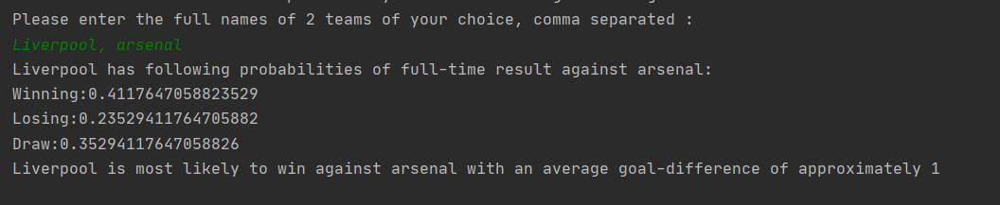 Please enter the full names of 2 teams of your choice, comma separated :
Liverpool, arsenal
Liverpool has following probabilities of full-time result against arsenal:
Winning:0.4117647058823529
Losing:0.23529411764705882
Draw:0.35294117647058826
Liverpool is most likely to win against arsenal with an average goal-difference of approximately 1